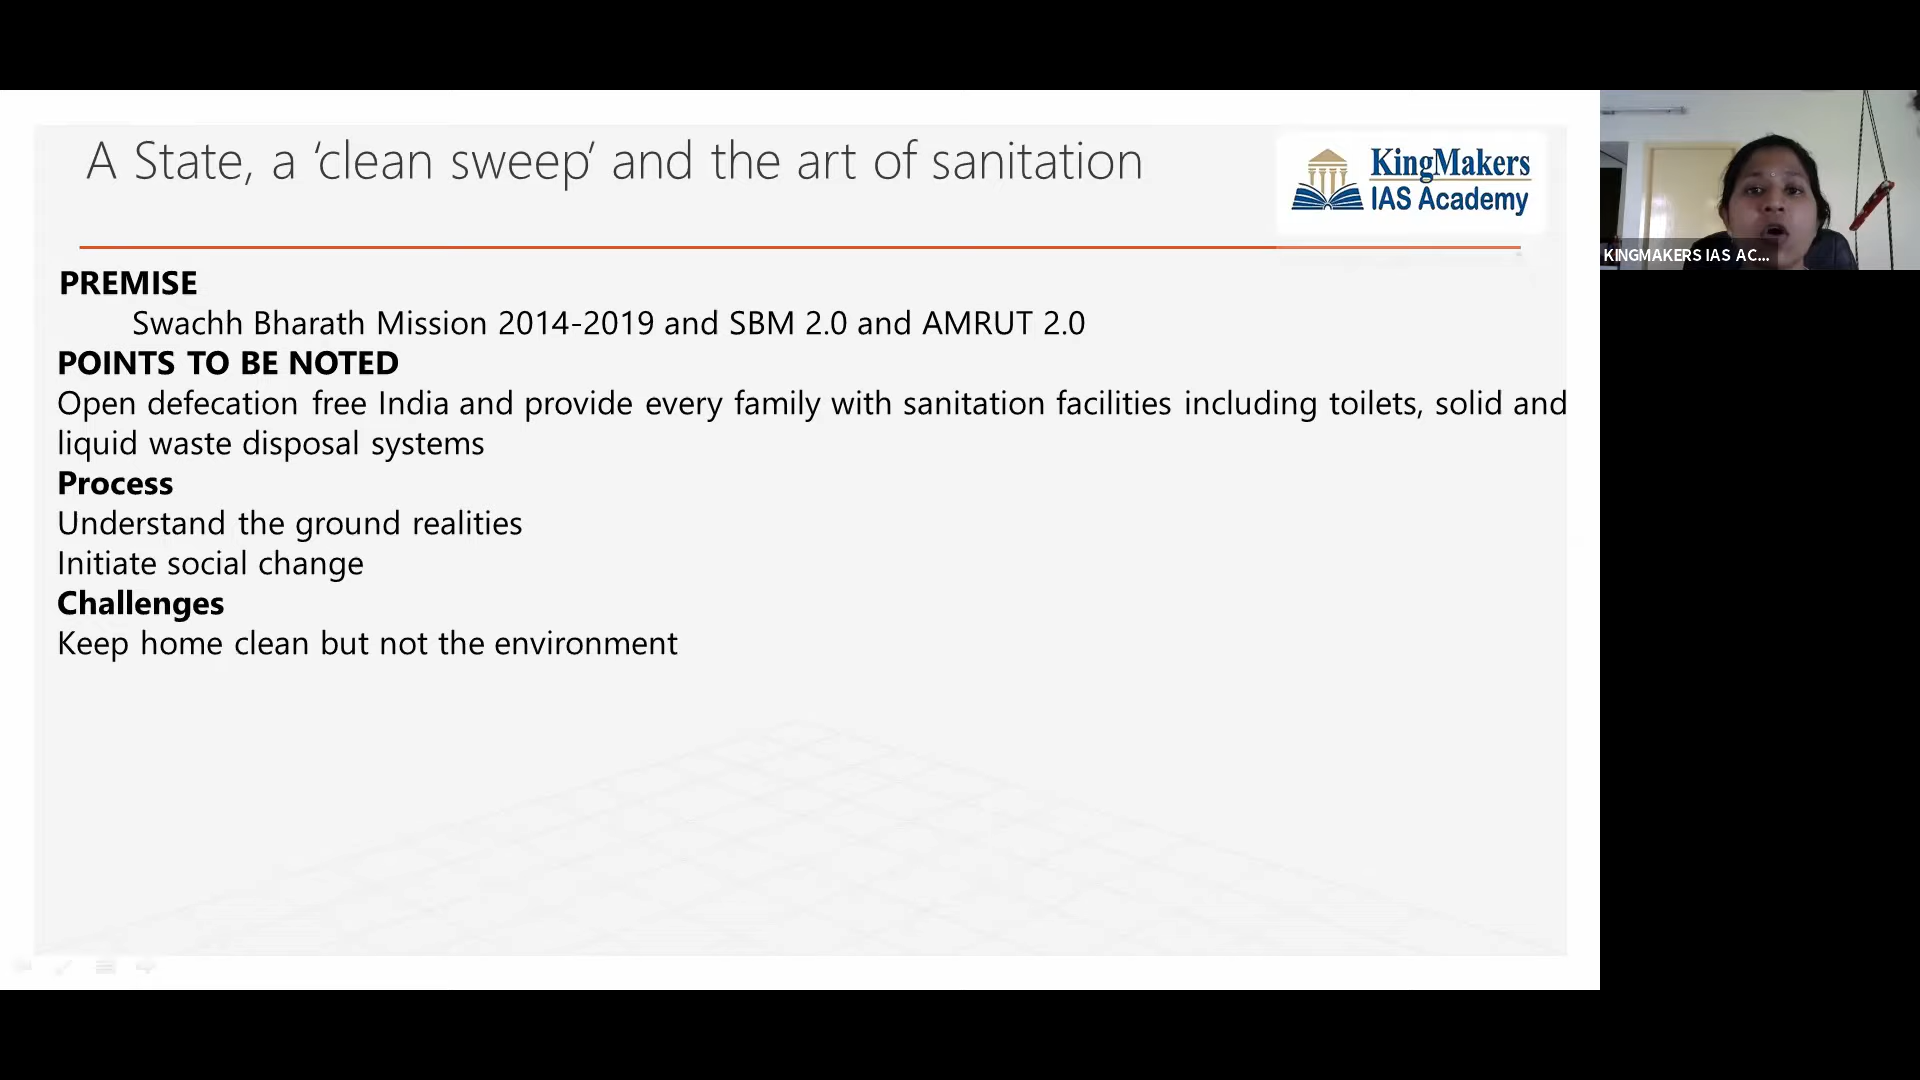 A State, a ‘clean sweep’ and the art of sanitation
KingMakers
IAS Academy
KINGMAKERS IAS AC...
PREMISE
Swachh Bharath Mission 2014-2019 and SBM 2.0 and AMRUT 2.0
POINTS TO BE NOTED
Open defecation free India and provide every family with sanitation facilities including toilets, solid and
liquid waste disposal systems
Process
Understand the ground realities
Initiate social change
Challenges
Keep home clean but not the environment